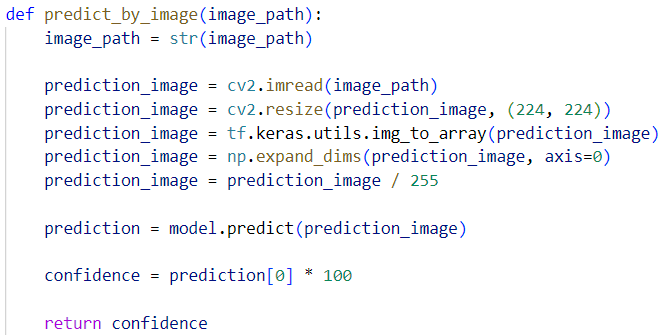 def predict_by_image(image_path):
    image_path = str(image_path)

    prediction_image = cv2.imread(image_path)
    prediction_image = cv2.resize(prediction_image, (224, 224))
    prediction_image = tf.keras.utils.img_to_array(prediction_image)
    prediction_image = np.expand_dims(prediction_image, axis=0)
    prediction_image = prediction_image / 255

    prediction = model.predict(prediction_image)

    confidence = prediction[0] * 100

    return confidence